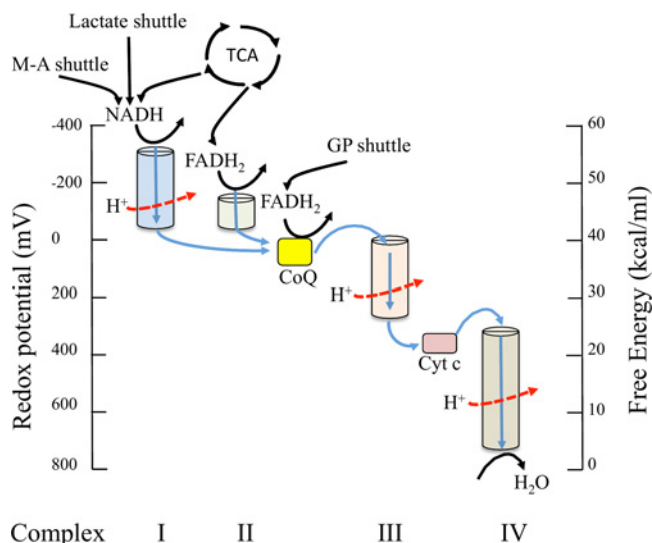 Lactate shuttle
M-A shuttle
TCA
NADH
-400
60
GP shuttle
FADH₂
50
-200
FADH₂
H⁺
0
40
CoQ
Redox potential (mV)
Free Energy (kcal/ml)
200
30
H⁺
400
20
Cyt c
H⁺
600
10
800
0
H₂O
Complex I II III IV